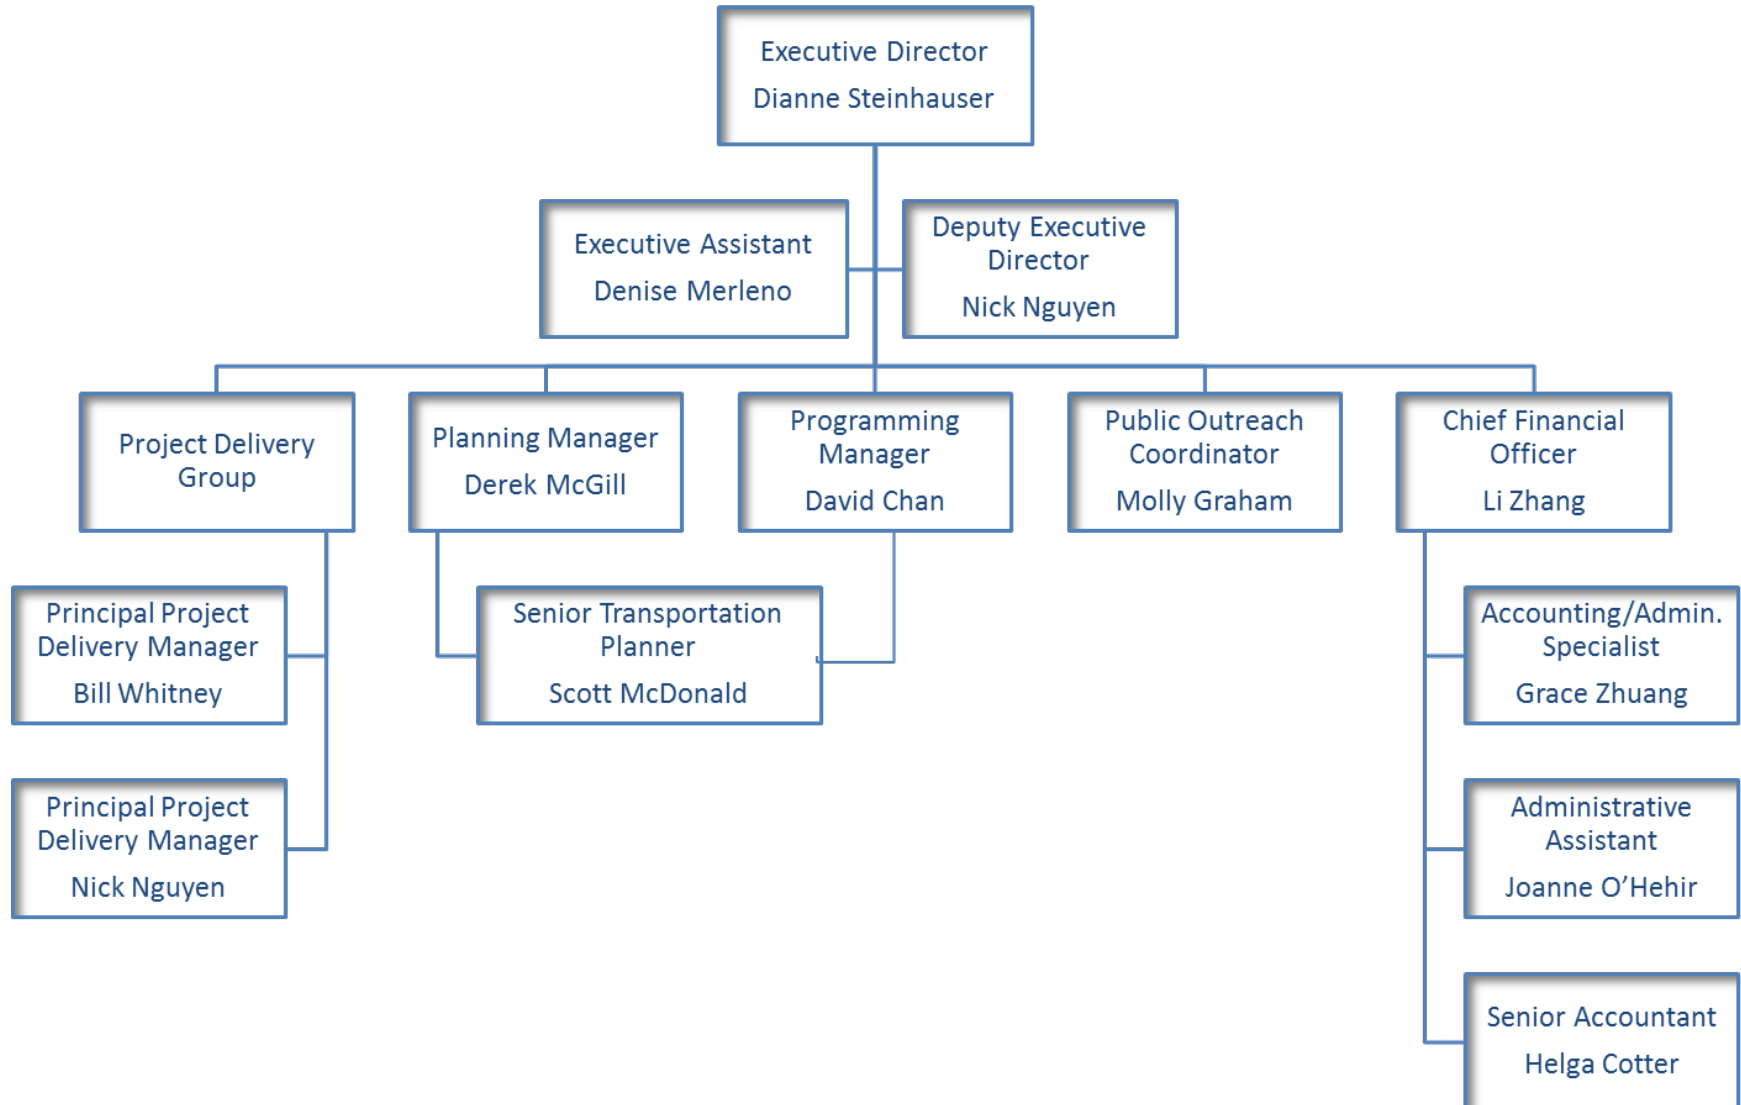 Executive Director
Dianne Steinhauser
Executive Assistant
Denise Merleno
Deputy Executive
Director
Nick Nguyen
Project Delivery
Group
Planning Manager
Derek McGill
Programming
Manager
David Chan
Public Outreach
Coordinator
Molly Graham
Chief Financial
Officer
Li Zhang
Principal Project
Delivery Manager
Bill Whitney
Senior Transportation
Planner
Scott McDonald
Accounting/Admin.
Specialist
Grace Zhuang
Principal Project
Delivery Manager
Nick Nguyen
Administrative
Assistant
Joanne O’Hehir
Senior Accountant
Helga Cotter